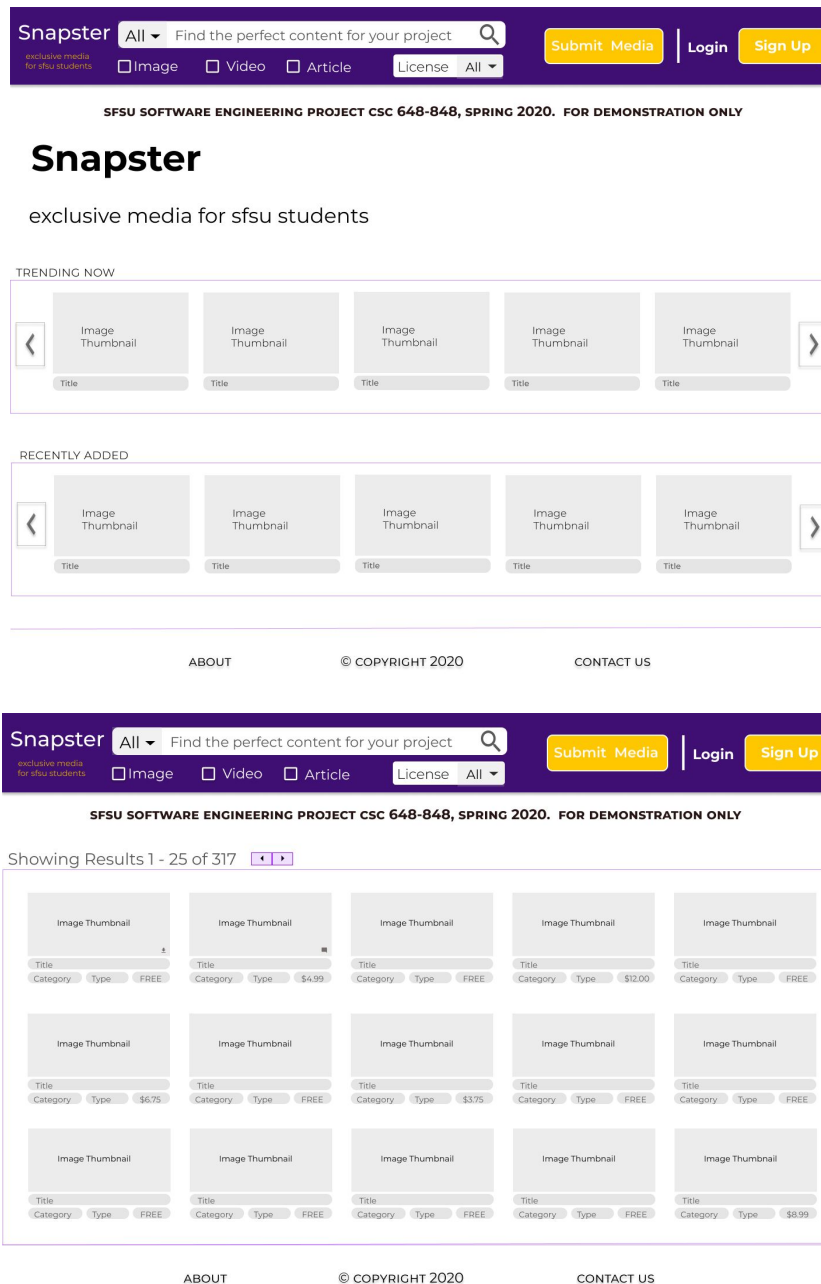 Snapster All Find the perfect content for your project Submit Media Login Sign Up
exclusive media
for sfsu students
Image Video Article License All
SFSU SOFTWARE ENGINEERING PROJECT CSC 648-848, SPRING 2020. FOR DEMONSTRATION ONLY
Snapster
exclusive media for sfsu students
TRENDING NOW
Image Image Image Image Image
Thumbnail Thumbnail Thumbnail Thumbnail Thumbnail
Title Title Title Title Title
RECENTLY ADDED
Image Image Image Image Image
Thumbnail Thumbnail Thumbnail Thumbnail Thumbnail
Title Title Title Title Title
ABOUT © COPYRIGHT 2020 CONTACT US
Snapster All Find the perfect content for your project Submit Media Login Sign Up
exclusive media
for sfsu students
Image Video Article License All
SFSU SOFTWARE ENGINEERING PROJECT CSC 648-848, SPRING 2020. FOR DEMONSTRATION ONLY
Showing Results 1 - 25 of 317
Image Thumbnail Image Thumbnail Image Thumbnail Image Thumbnail Image Thumbnail
Title Title Title Title Title
Category Type FREE Category Type $4.99 Category Type FREE Category Type $12.00 Category Type FREE
Image Thumbnail Image Thumbnail Image Thumbnail Image Thumbnail Image Thumbnail
Title Title Title Title Title
Category Type $6.75 Category Type FREE Category Type $3.75 Category Type FREE Category Type FREE
Image Thumbnail Image Thumbnail Image Thumbnail Image Thumbnail Image Thumbnail
Title Title Title Title Title
Category Type FREE Category Type FREE Category Type FREE Category Type FREE Category Type $8.99
ABOUT © COPYRIGHT 2020 CONTACT US